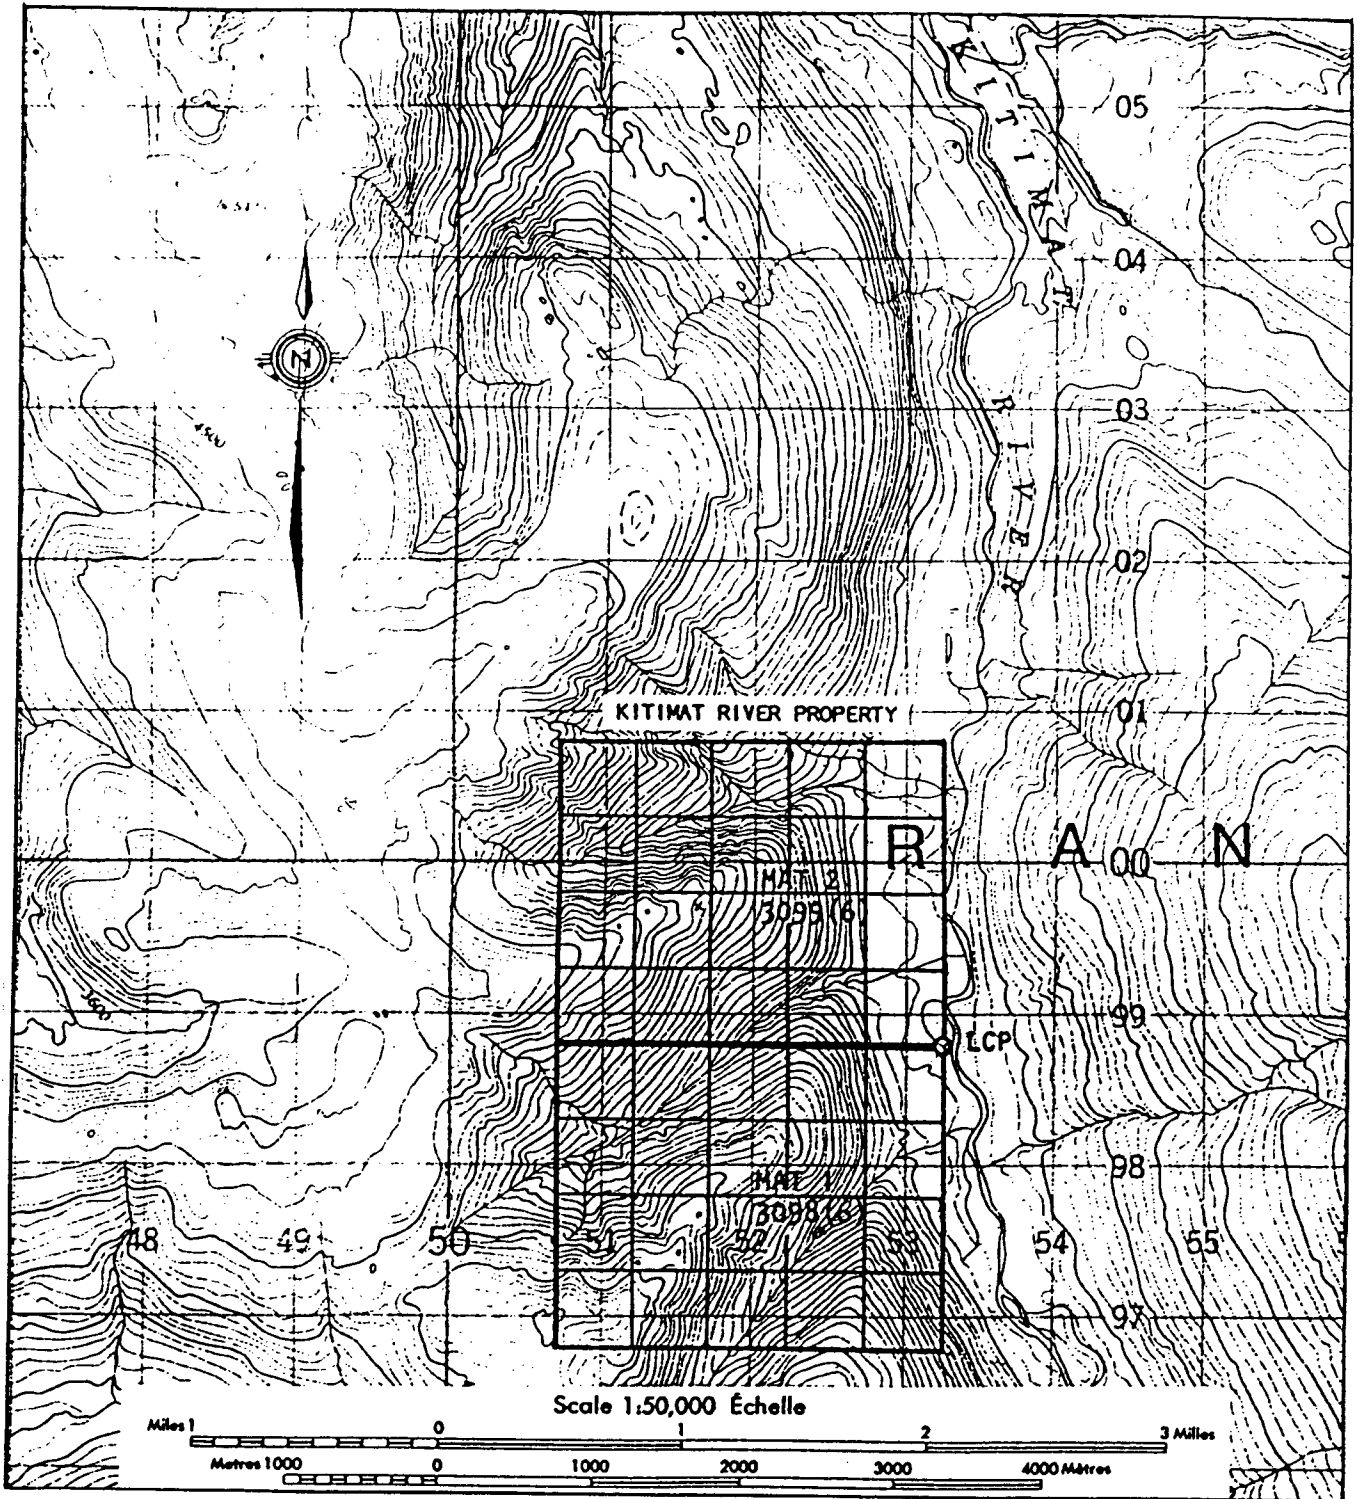 KITIMAT
RIVER
05
04
03
02
01
00
99
98
97
4500
N
KITIMAT RIVER PROPERTY
R A N
MAT 2
3099(6)
LCP
3600
MAT 1
3098(6)
48 49 50 51 52 53 54 55
Scale 1:50,000 Échelle
Miles 1 0 1 2 3 Milles
Metres 1000 0 1000 2000 3000 4000 Mètres